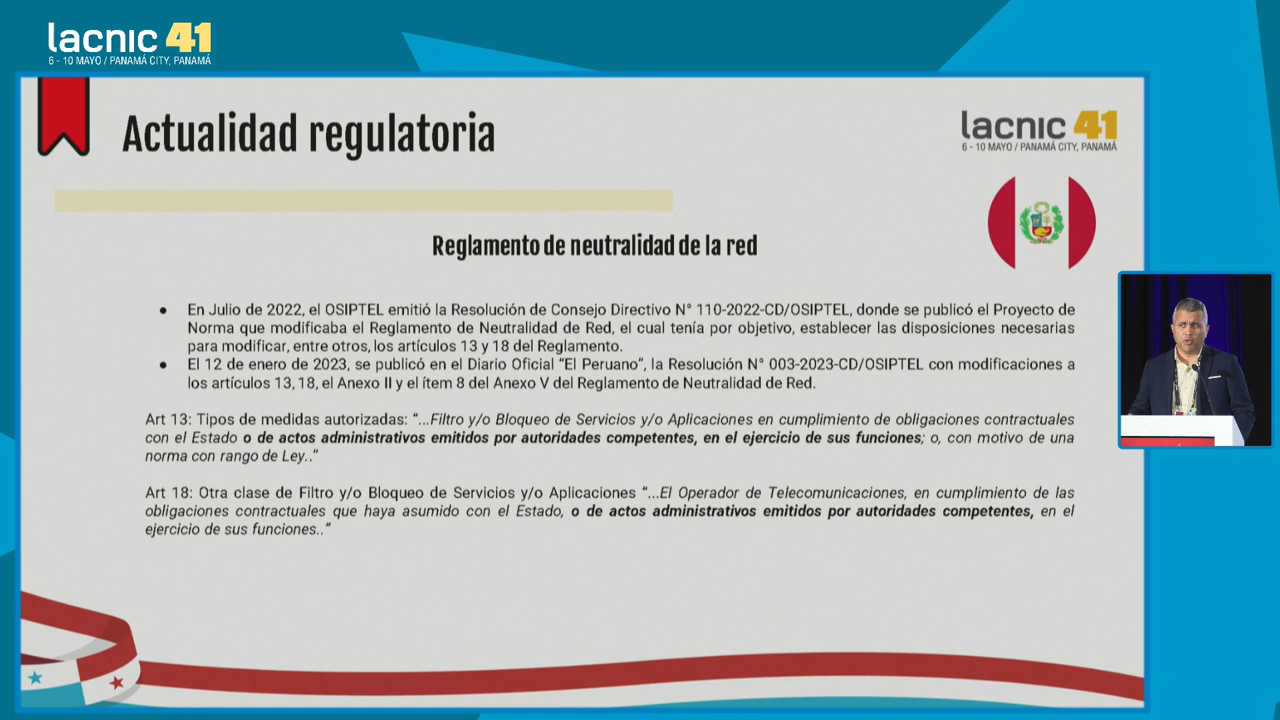 lacnic 41
6 - 10 MAYO / PANAMÁ CITY, PANAMÁ
Actualidad regulatoria
lacnic 41
6 - 10 MAYO / PANAMÁ CITY, PANAMÁ
Reglamento de neutralidad de la red
● En Julio de 2022, el OSIPTEL emitió la Resolución de Consejo Directivo N° 110-2022-CD/OSIPTEL, donde se publicó el Proyecto de
Norma que modificaba el Reglamento de Neutralidad de Red, el cual tenía por objetivo, establecer las disposiciones necesarias
para modificar, entre otros, los artículos 13 y 18 del Reglamento.
● El 12 de enero de 2023, se publicó en el Diario Oficial “El Peruano”, la Resolución N° 003-2023-CD/OSIPTEL con modificaciones a
los artículos 13, 18, el Anexo II y el ítem 8 del Anexo V del Reglamento de Neutralidad de Red.
Art 13: Tipos de medidas autorizadas: “...Filtro y/o Bloqueo de Servicios y/o Aplicaciones en cumplimiento de obligaciones contractuales
con el Estado o de actos administrativos emitidos por autoridades competentes, en el ejercicio de sus funciones; o, con motivo de una
norma con rango de Ley..”
Art 18: Otra clase de Filtro y/o Bloqueo de Servicios y/o Aplicaciones “...El Operador de Telecomunicaciones, en cumplimiento de las
obligaciones contractuales que haya asumido con el Estado, o de actos administrativos emitidos por autoridades competentes, en el
ejercicio de sus funciones..”